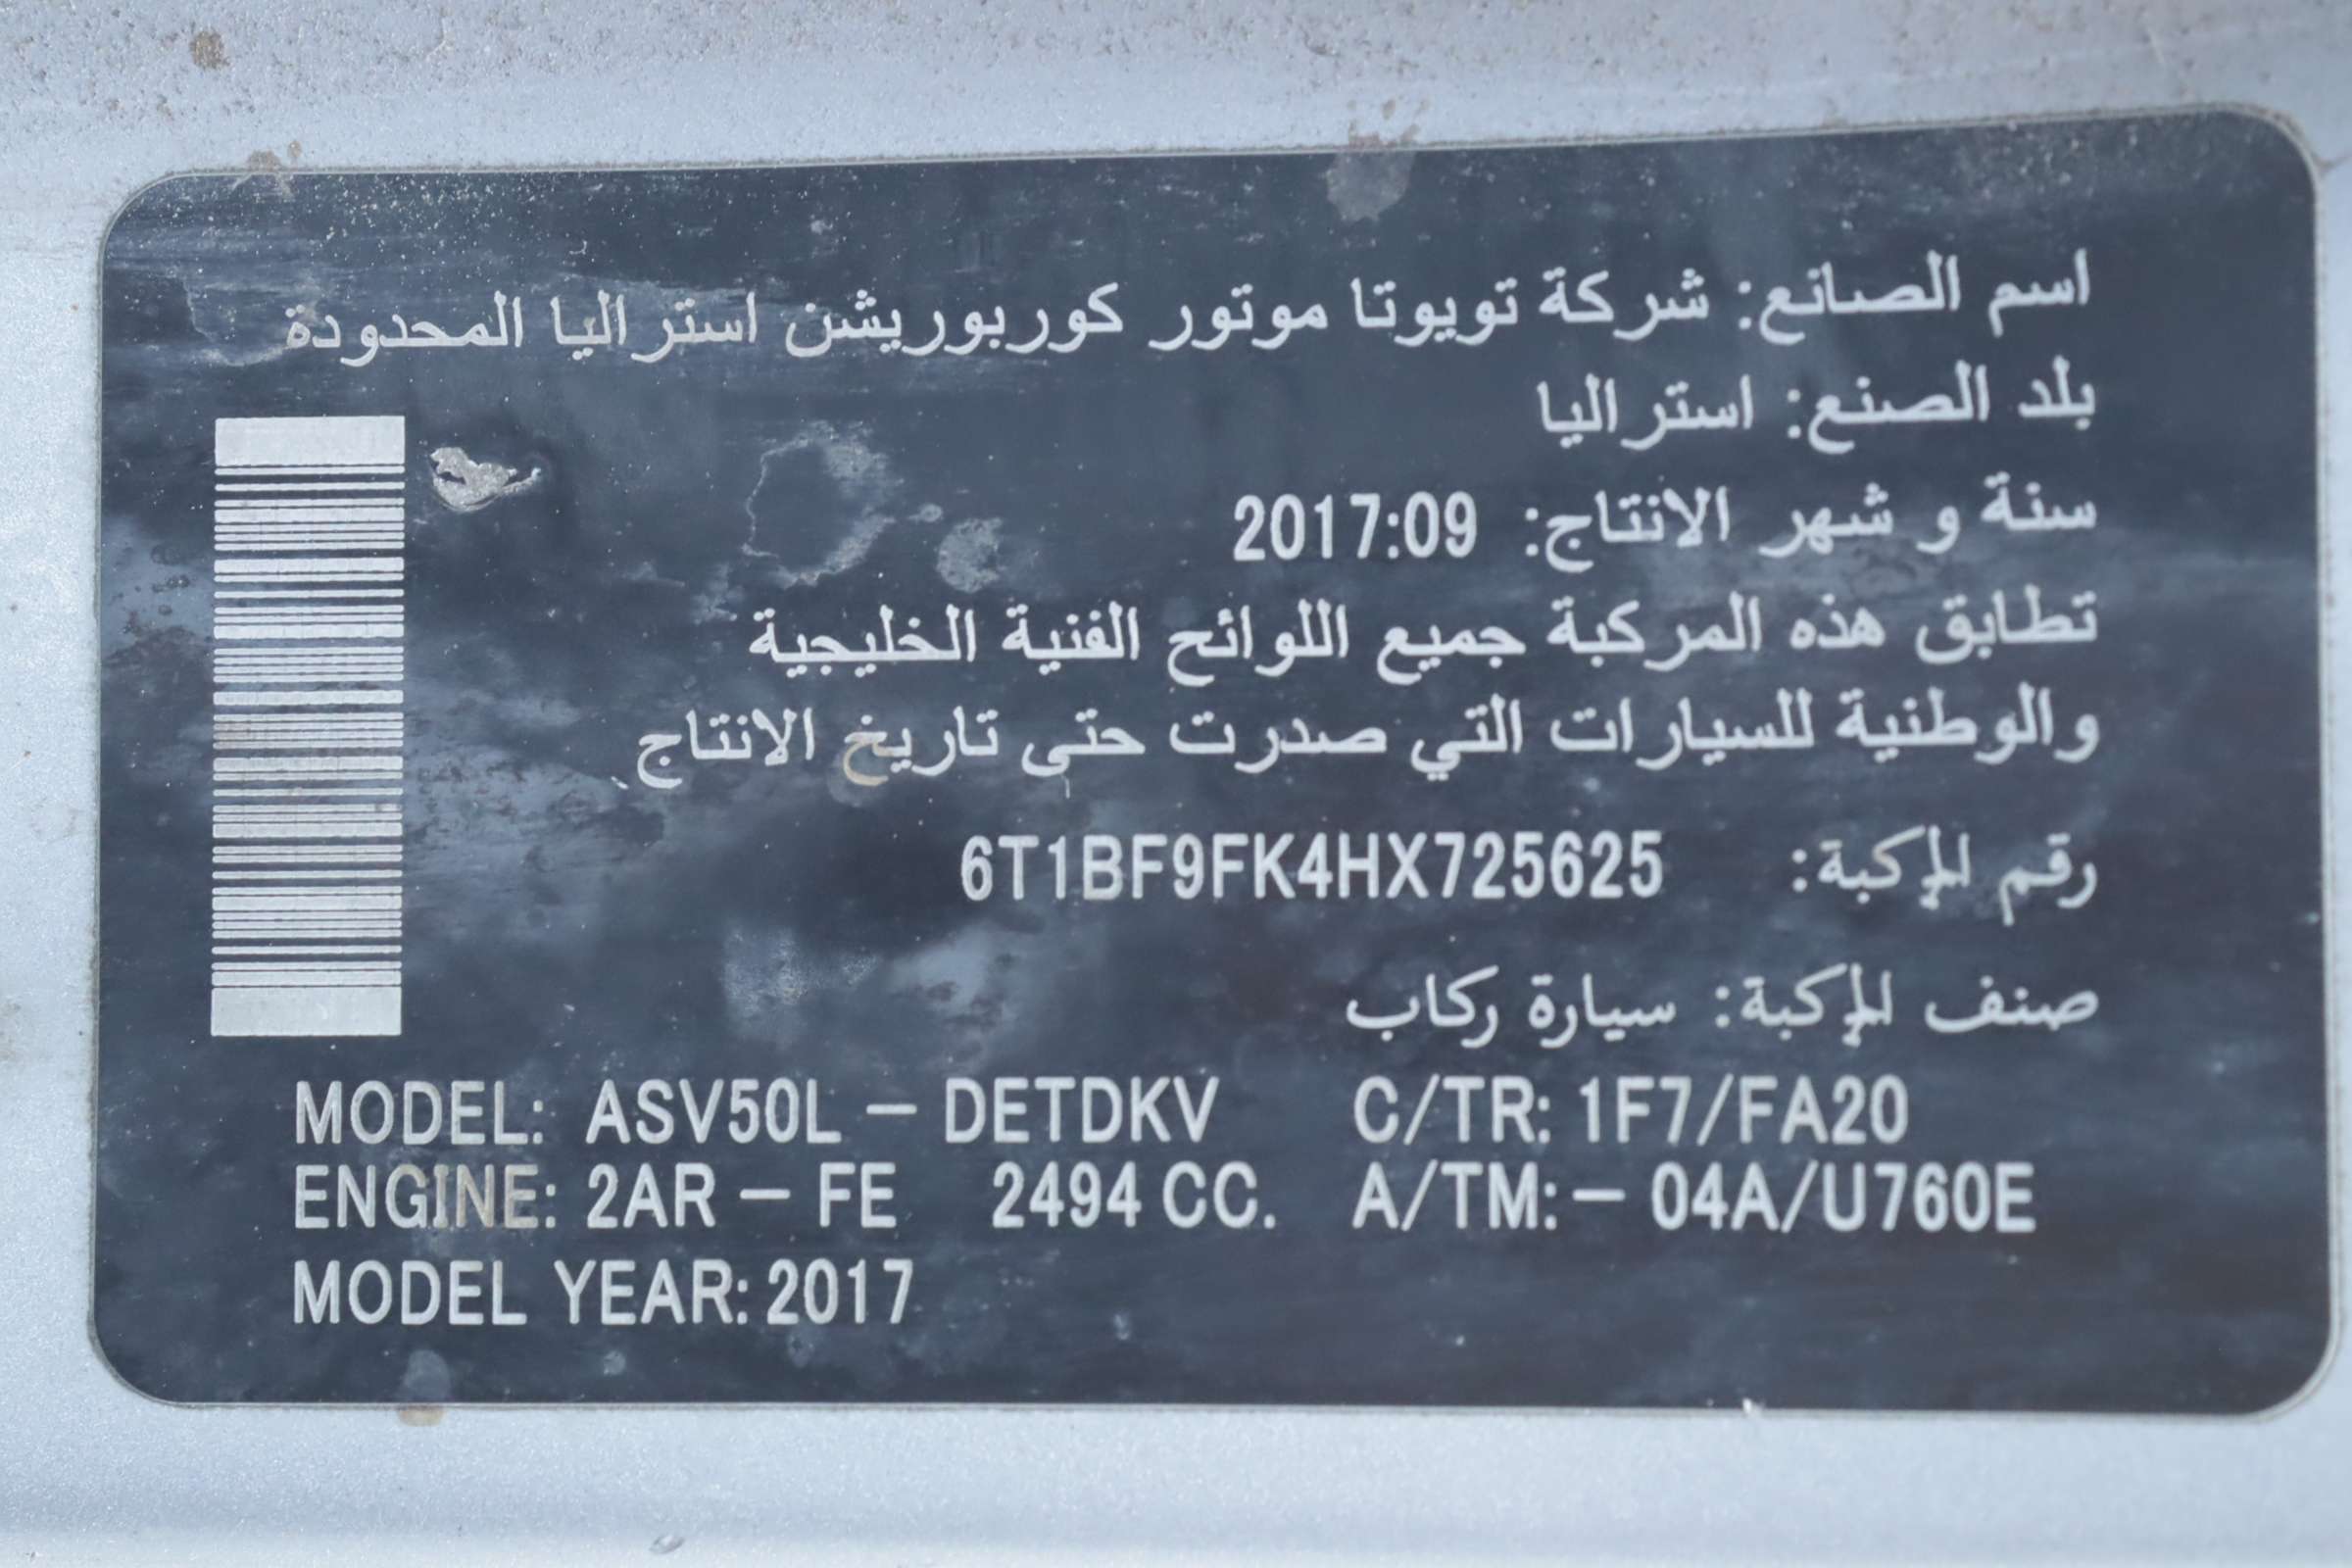 اسم الصانع: شركة تويوتا موتور كوربوريشن استراليا المحدودة
بلد الصنع: استراليا
سنة و شهر الانتاج: 2017:09
تطابق هذه المركبة جميع اللوائح الفنية الخليجية
والوطنية للسيارات التي صدرت حتى تاريخ الانتاج
رقم المركبة: 6T1BF9FK4HX725625
صنف المركبة: سيارة ركاب
MODEL: ASV50L – DETDKV C/TR: 1F7/FA20
ENGINE: 2AR – FE 2494 CC. A/TM: – 04A/U760E
MODEL YEAR: 2017